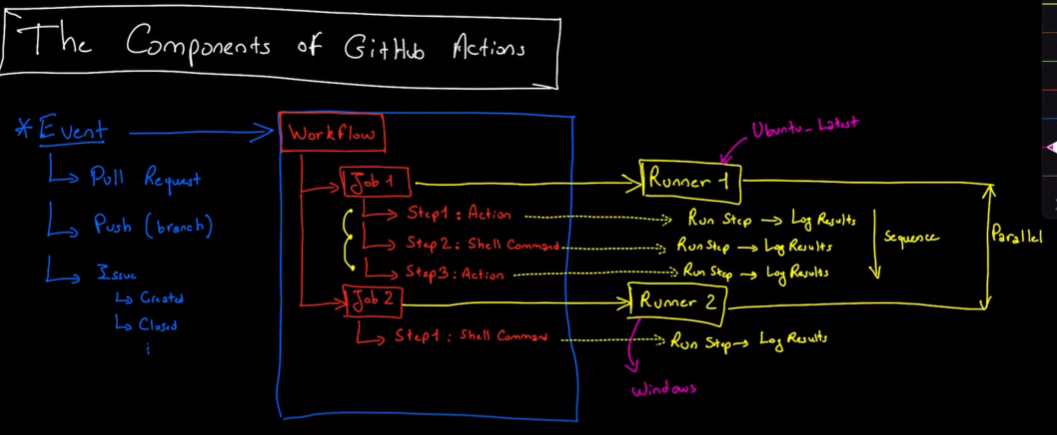 The Components of GitHub Actions
* Event
Pull Request
Push (branch)
Issue
Created
Closed
Workflow
Job 1
Step1 : Action
Step2 : Shell Command
Step3 : Action
Job 2
Step1 : Shell Command
Ubuntu_Latest
Runner 1
Run Step → Log Results
Run Step → Log Results
Run Step → Log Results
Sequence
Parallel
Runner 2
Run Step → Log Results
Windows